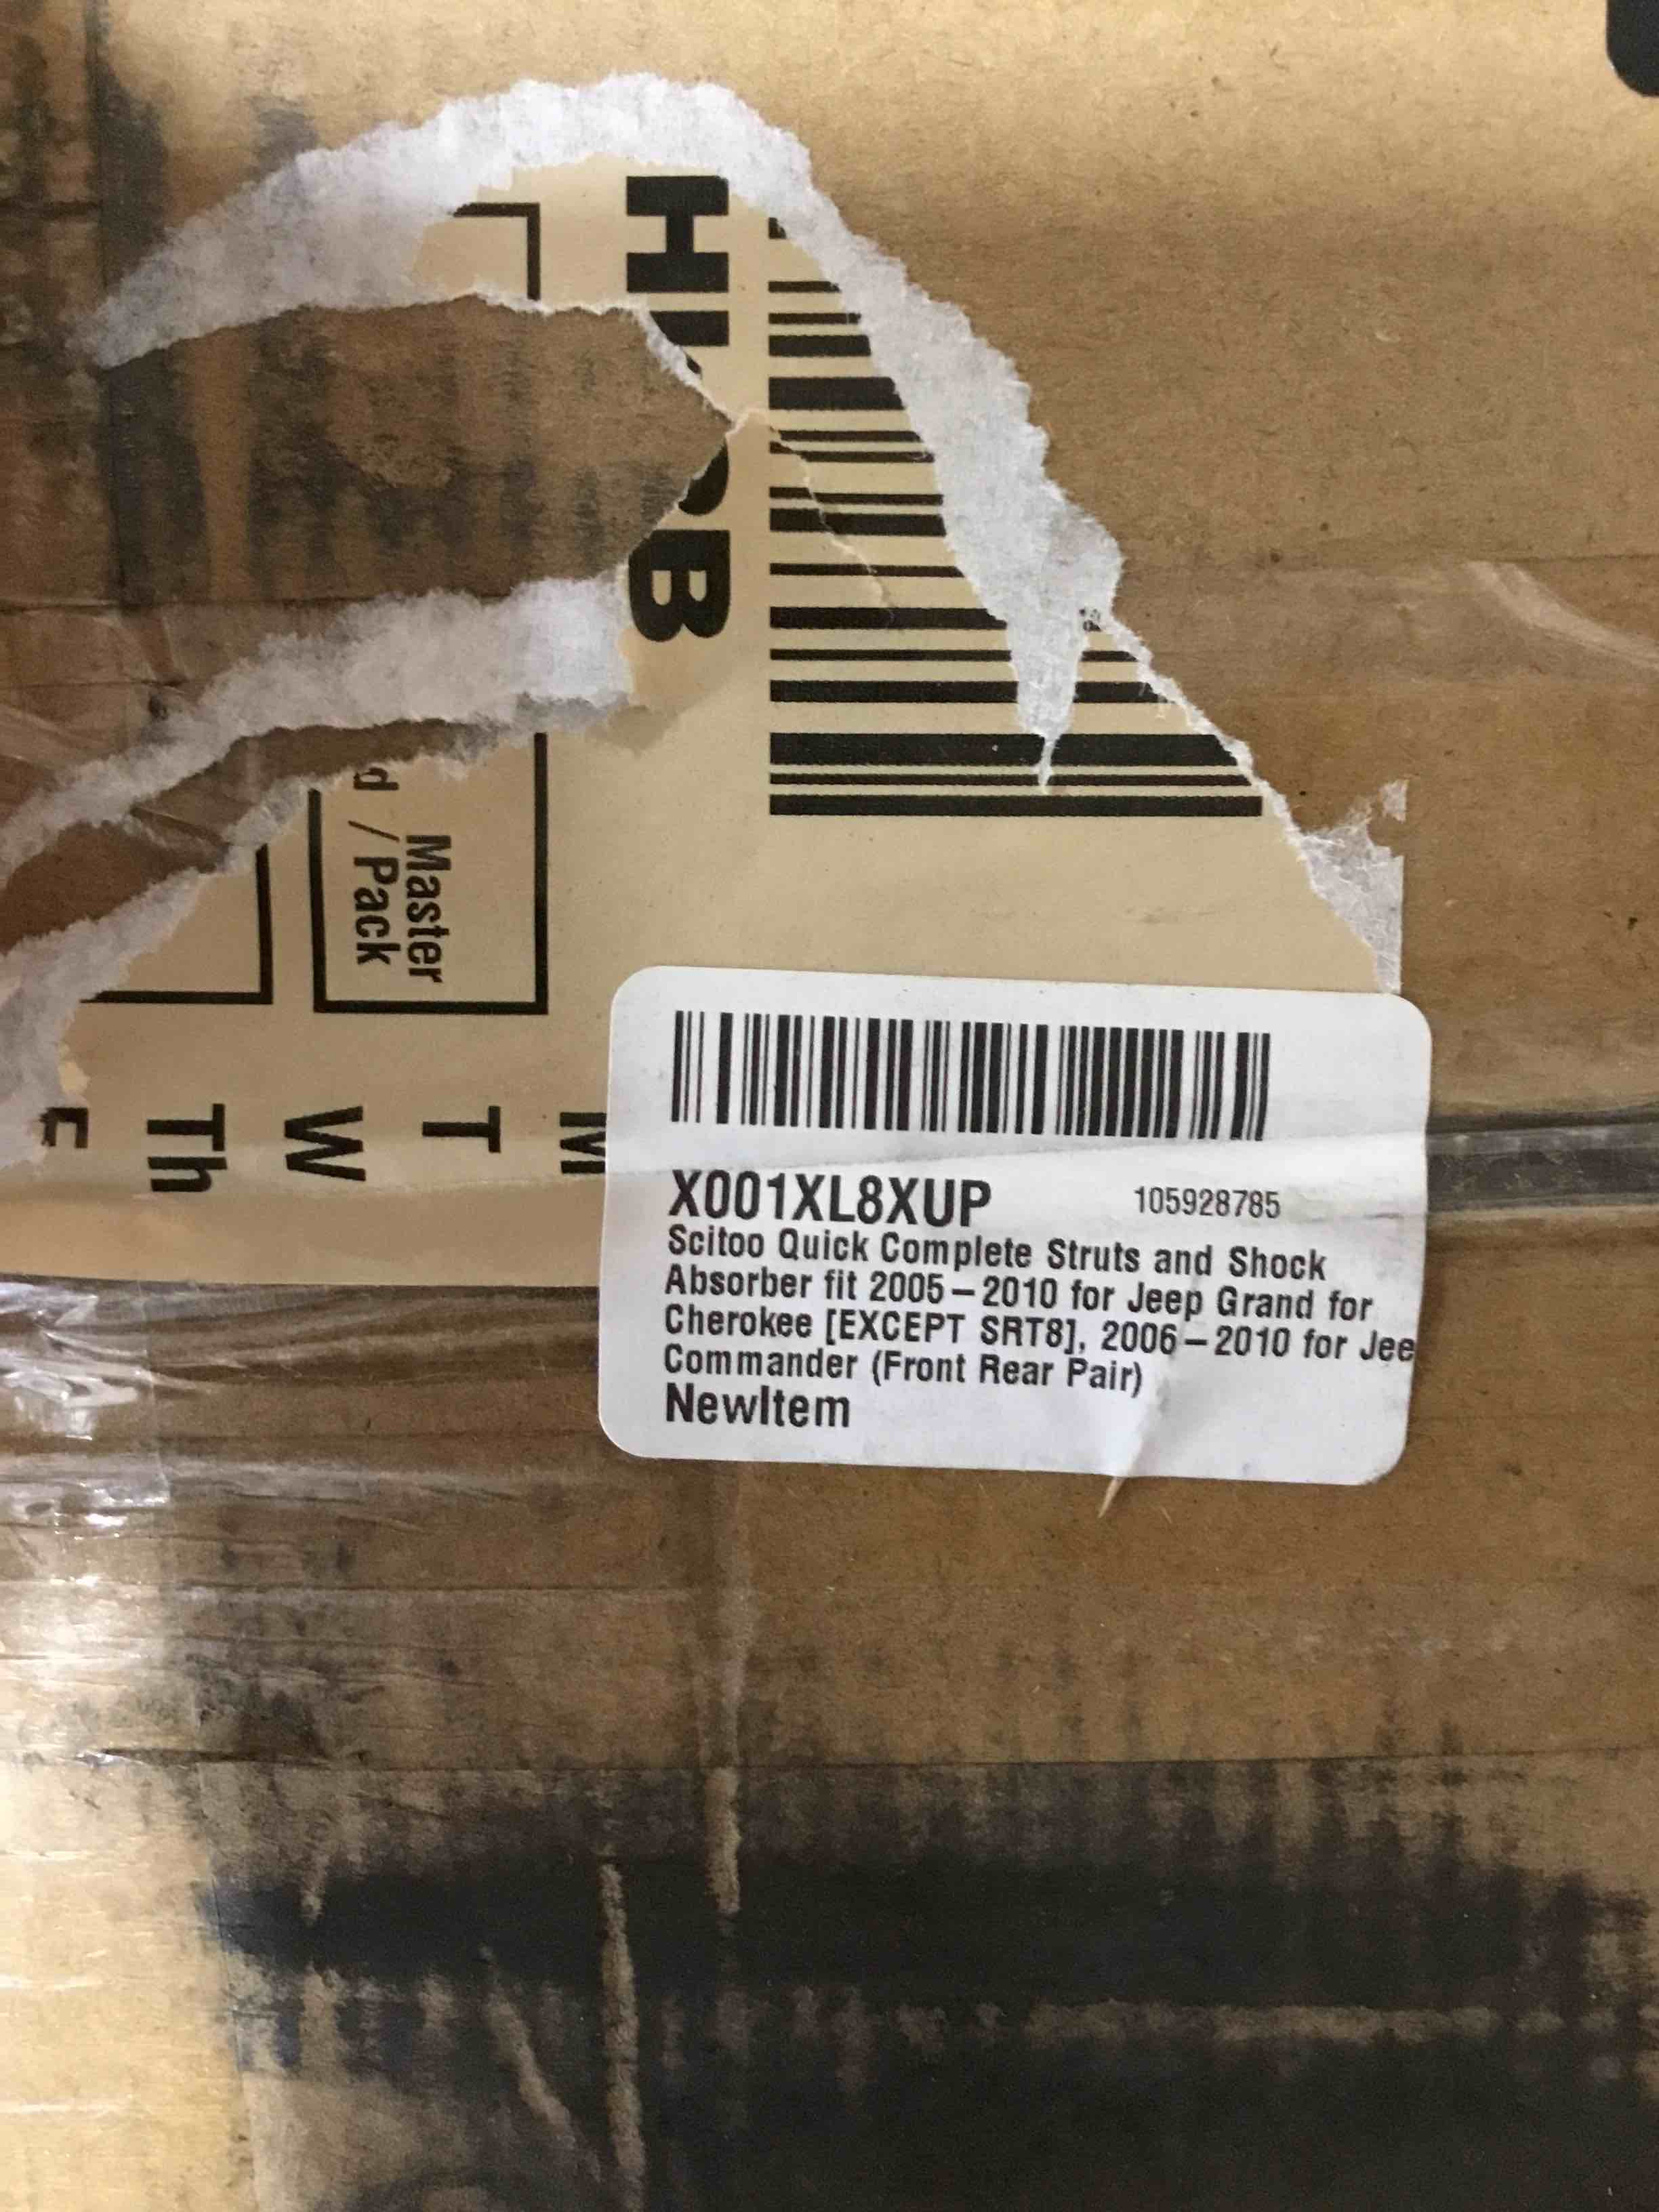 Master
/ Pack
M
T
W
Th
F
X001XL8XUP 105928785
Scitoo Quick Complete Struts and Shock
Absorber fit 2005-2010 for Jeep Grand for
Cherokee [EXCEPT SRT8], 2006-2010 for Jee
Commander (Front Rear Pair)
NewItem